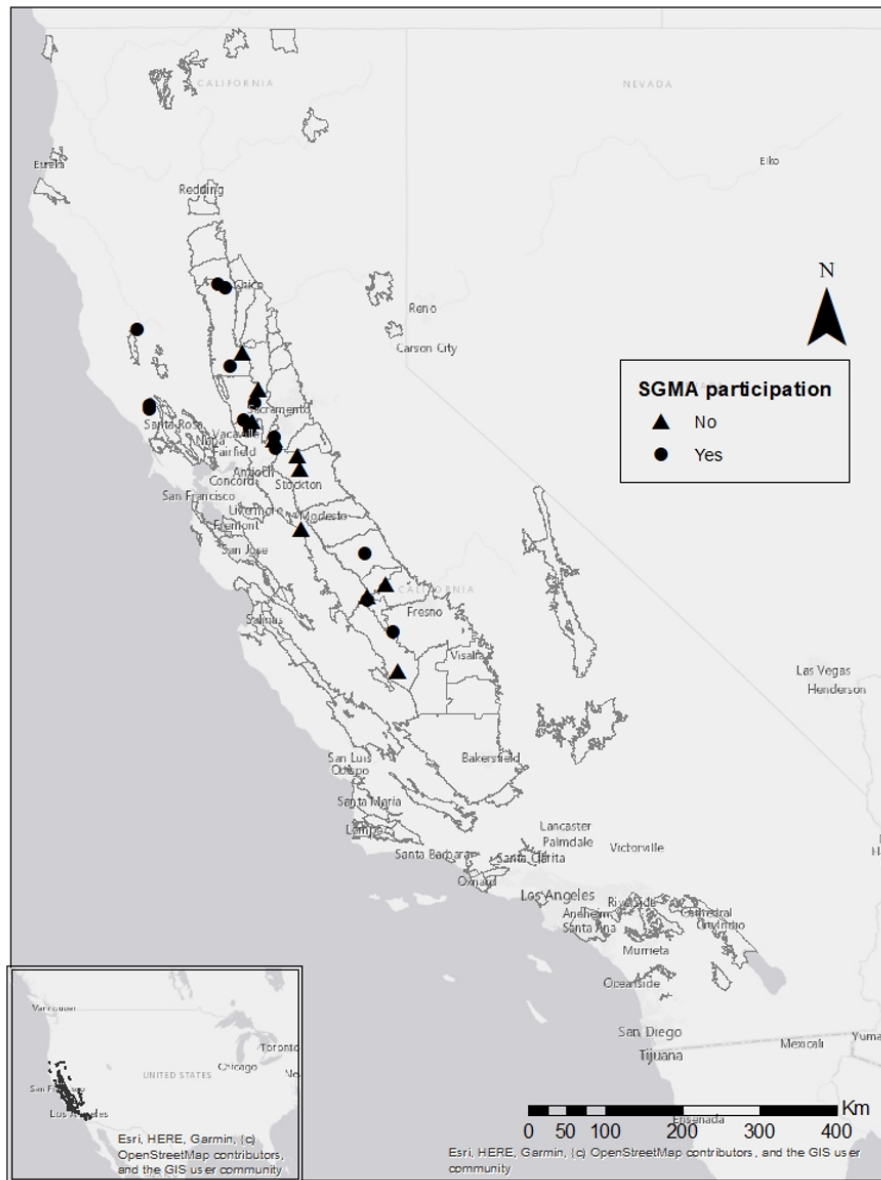 CALIFORNIA
NEVADA
Elko
Eureka
Redding
Chico
Reno
Carson City
N
SGMA participation
No
Yes
Sacramento
Santa Rosa
Vacaville
Napa
Fairfield
Antioch
Concord
Stockton
San Francisco
Livermore
Modesto
Fremont
San Jose
CALIFORNIA
Fresno
Salinas
Visalia
Las Vegas
Henderson
San Luis
Obispo
Bakersfield
Santa Maria
Lompoc
Lancaster
Palmdale
Victorville
Santa Barbara
Santa Clarita
Oxnard
Los Angeles
Riverside
Anaheim
Santa Ana
Cathedral
City
Indio
Murrieta
Oceanside
San Diego
Tijuana
Mexicali
Yuma
Ensenada
Km
0 50 100 200 300 400
Esri, HERE, Garmin, (c) OpenStreetMap contributors, and the GIS user
community
Vancouver
Toronto
Chicago
UNITED STATES
San Francisco
Los Angeles
Esri, HERE, Garmin, (c)
OpenStreetMap contributors,
and the GIS user community